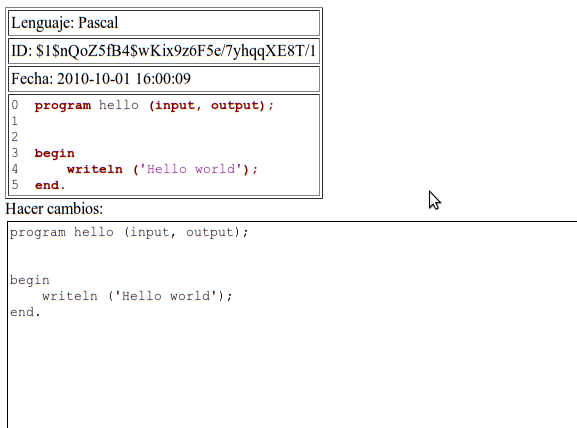 Lenguaje: Pascal
ID: $1$nQoZ5fB4$wKix9z6F5e/7yhqqXE8T/1
Fecha: 2010-10-01 16:00:09
0 program hello (input, output);
1
2
3 begin
4     writeln ('Hello world');
5 end.
Hacer cambios:
program hello (input, output);
begin
    writeln ('Hello world');
end.